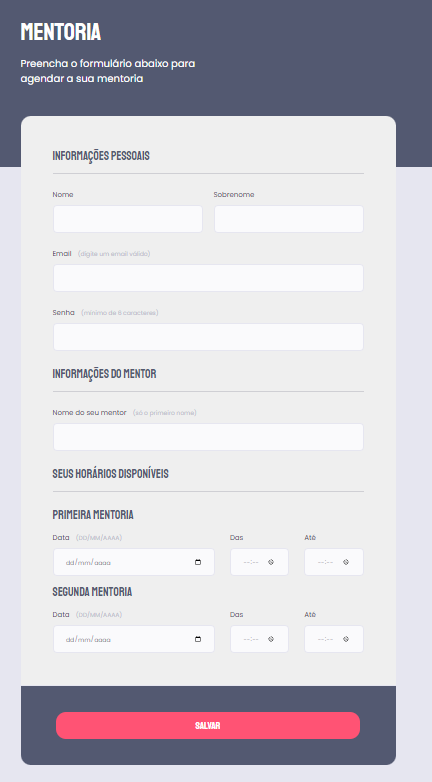 MENTORIA
Preencha o formulário abaixo para
agendar a sua mentoria
INFORMAÇÕES PESSOAIS
Nome Sobrenome
Email (digite um email válido)
Senha (mínimo de 6 caracteres)
INFORMAÇÕES DO MENTOR
Nome do seu mentor (só o primeiro nome)
SEUS HORÁRIOS DISPONÍVEIS
PRIMEIRA MENTORIA
Data (DD/MM/AAAA) Das Até
dd/mm/aaaa --:-- --:--
SEGUNDA MENTORIA
Data (DD/MM/AAAA) Das Até
dd/mm/aaaa --:-- --:--
SALVAR